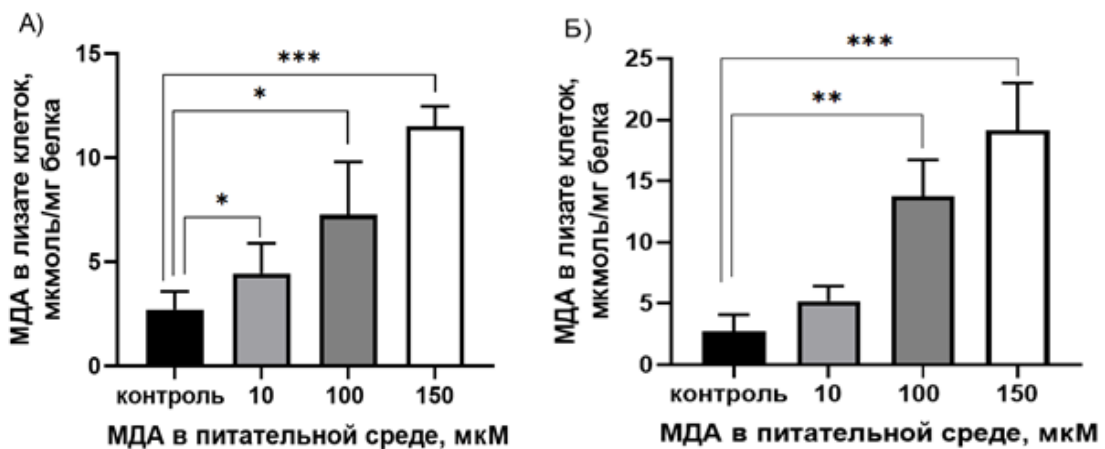 А)
МДА в лизате клеток,
мкмоль/мг белка
15
10
5
0
***
*
*
контроль 10 100 150
МДА в питательной среде, мкМ
Б)
МДА в лизате клеток,
мкмоль/мг белка
25
20
15
10
5
0
***
**
контроль 10 100 150
МДА в питательной среде, мкМ